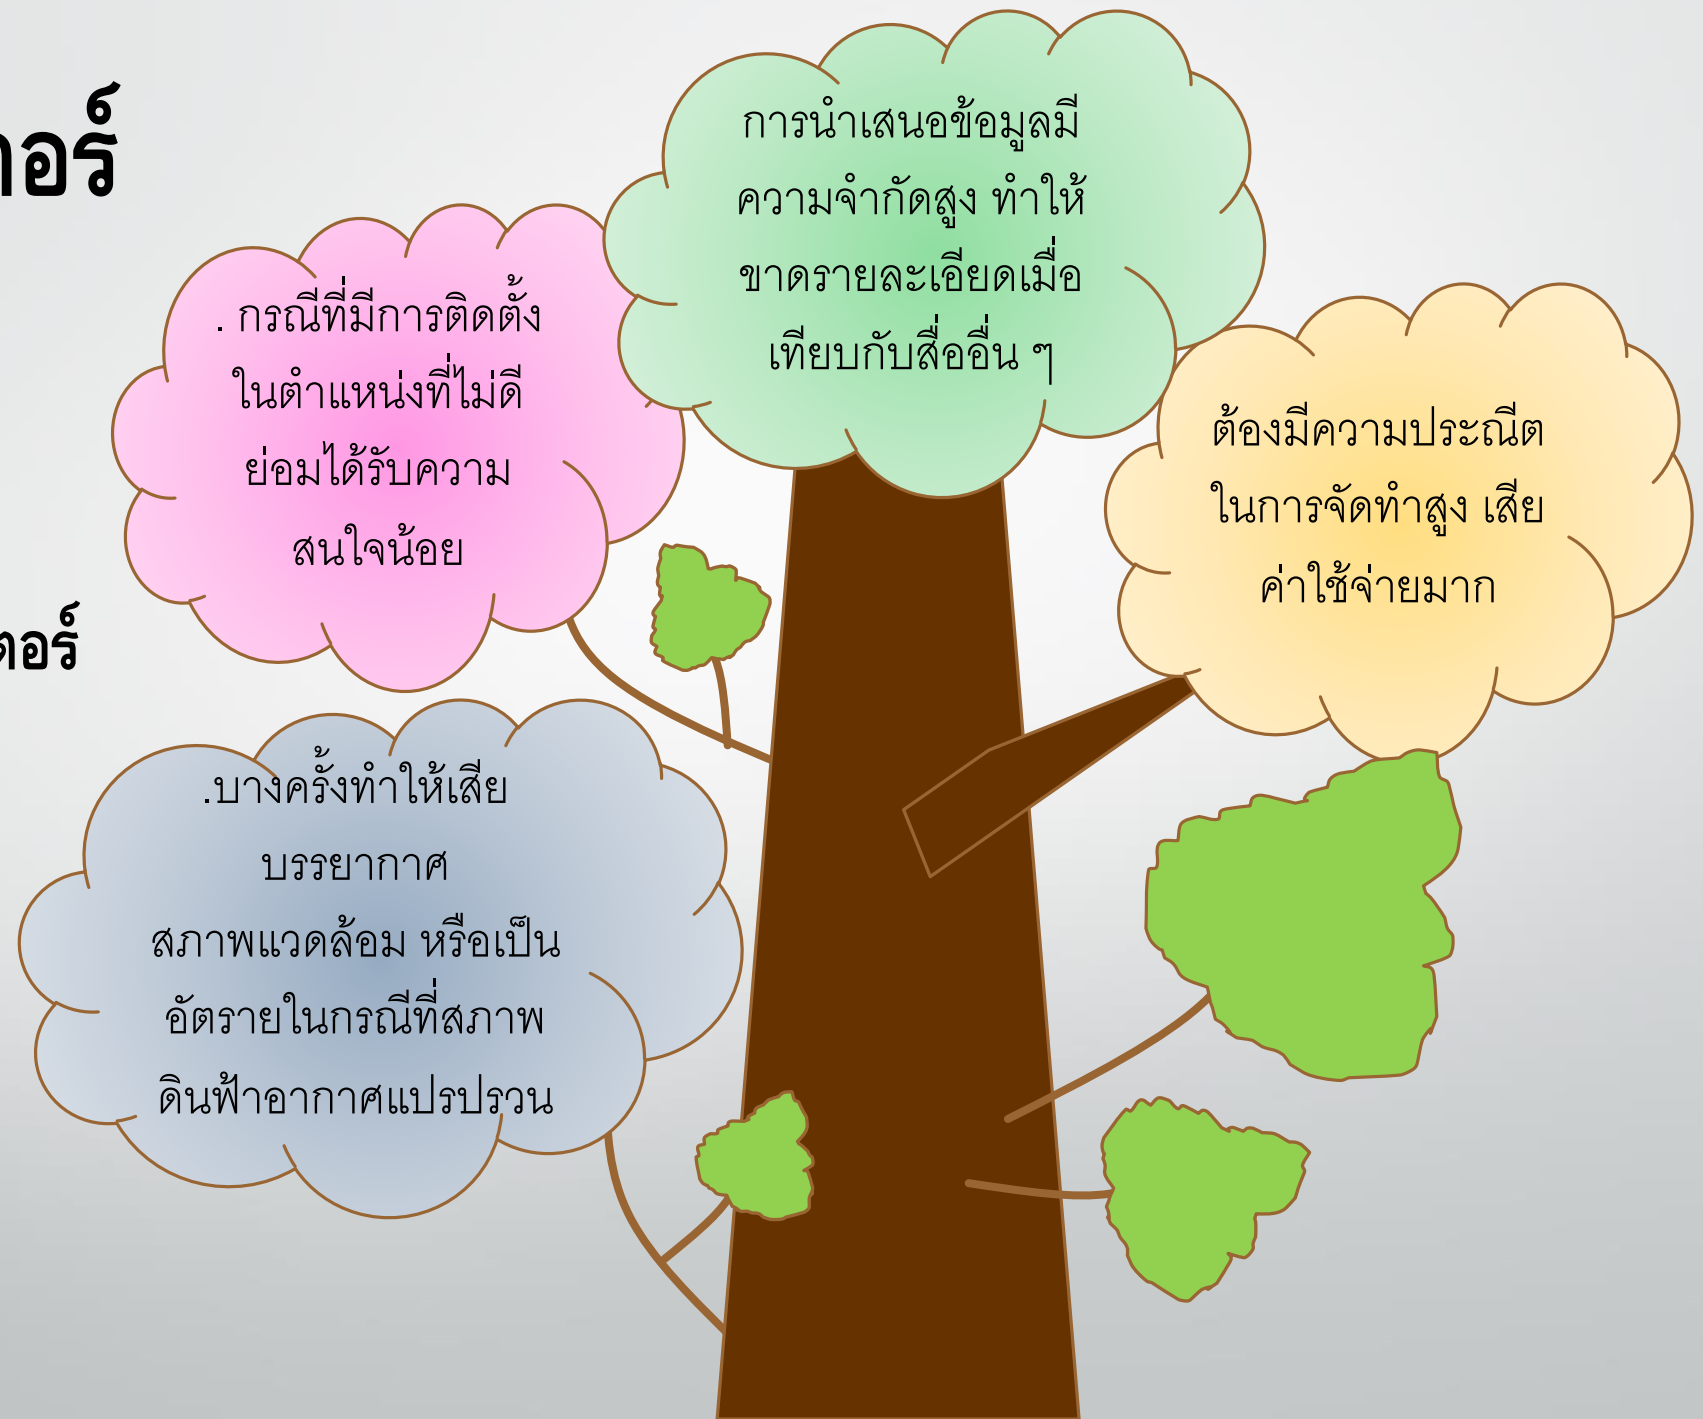 การนำเสนอข้อมูลมี
ความจำกัดสูง ทำให้
ขาดรายละเอียดเมื่อ
เทียบกับสื่ออื่น ๆ
. กรณีที่มีการติดตั้ง
ในตำแหน่งที่ไม่ดี
ย่อมได้รับความ
สนใจน้อย
ต้องมีความประณีต
ในการจัดทำสูง เสีย
ค่าใช้จ่ายมาก
.บางครั้งทำให้เสีย
บรรยากาศ
สภาพแวดล้อม หรือเป็น
อัตรายในกรณีที่สภาพ
ดินฟ้าอากาศแปรปรวน